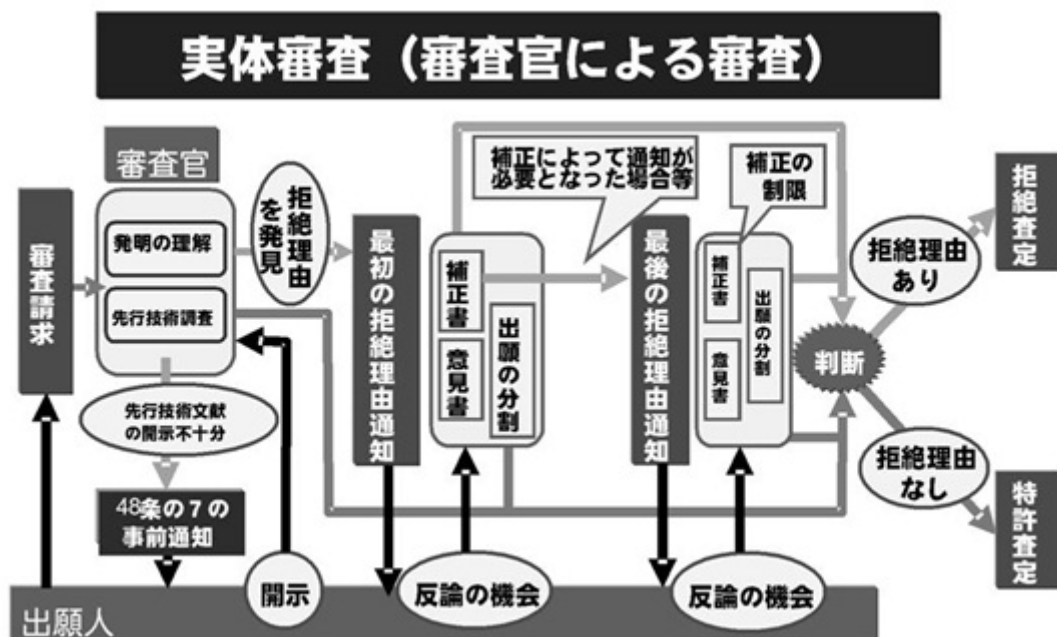 実体審査（審査官による審査）
審査官
審査請求
発明の理解
先行技術調査
拒絶理由
を発見
先行技術文献
の開示不十分
48条の７の
事前通知
開示
最初の拒絶理由通知
補正書
意見書
出願の分割
反論の機会
補正によって通知が
必要となった場合等
最後の拒絶理由通知
補正の
制限
補正書
意見書
出願の分割
反論の機会
判断
拒絶理由
あり
拒絶査定
拒絶理由
なし
特許査定
出願人